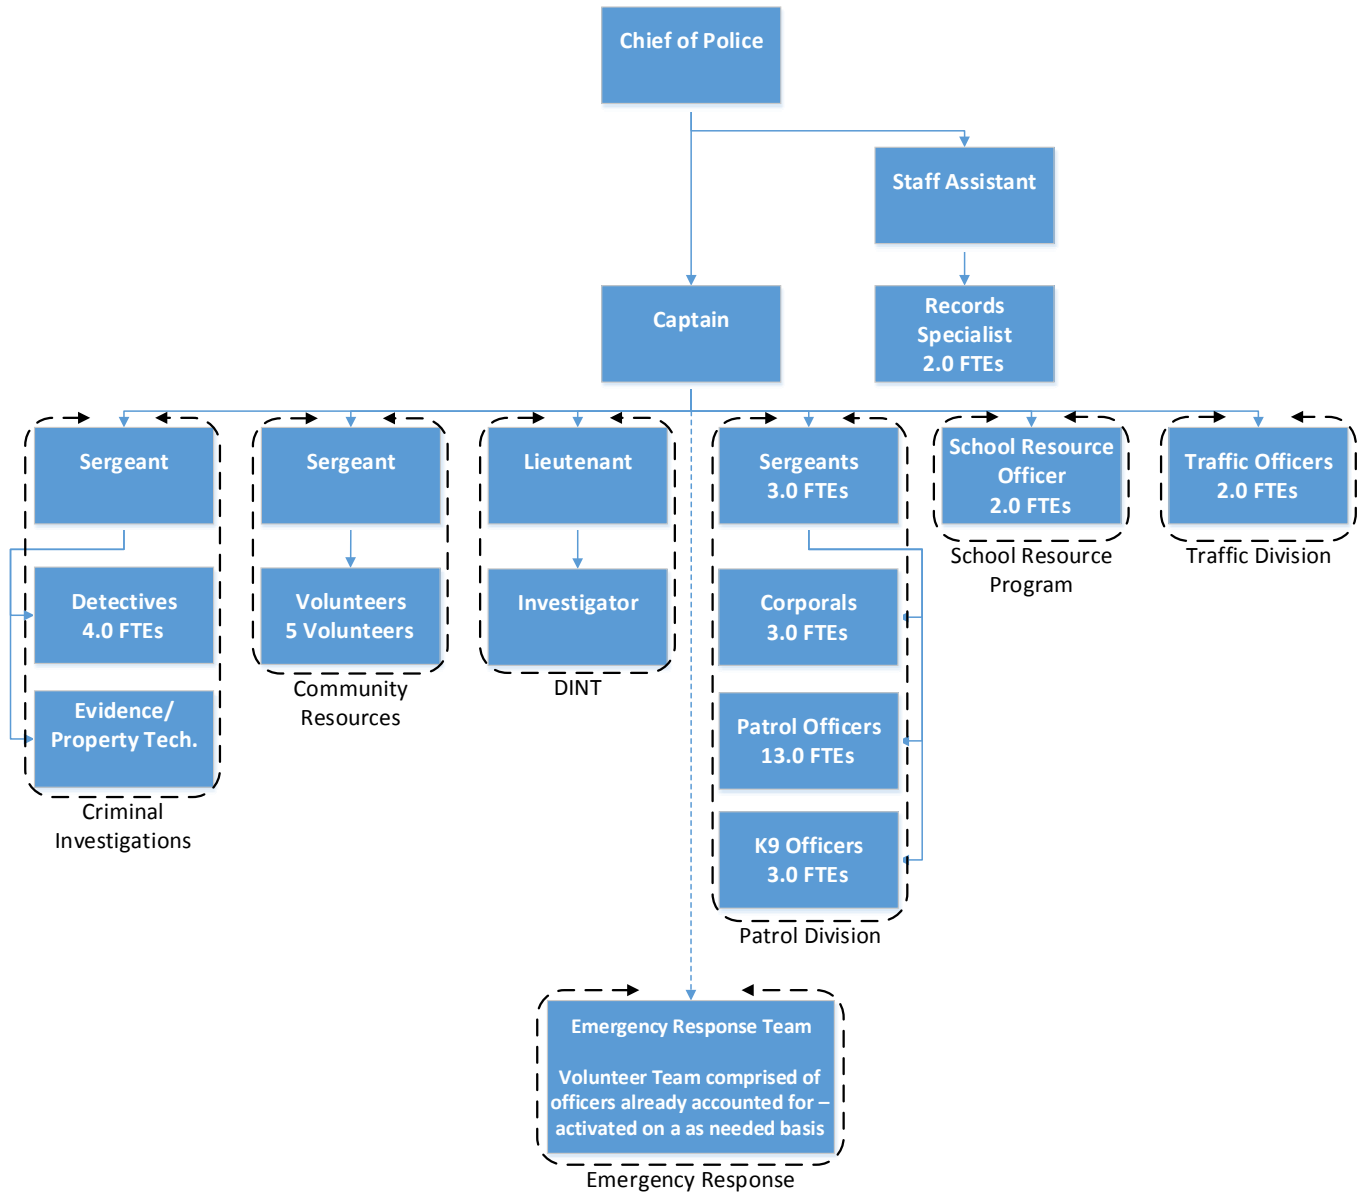 Chief of Police
Staff Assistant
Captain
Records
Specialist
2.0 FTEs
Sergeant
Sergeant
Lieutenant
Sergeants
3.0 FTEs
School Resource
Officer
2.0 FTEs
Traffic Officers
2.0 FTEs
School Resource
Program
Traffic Division
Detectives
4.0 FTEs
Volunteers
5 Volunteers
Investigator
Corporals
3.0 FTEs
Community
Resources
DINT
Evidence/
Property Tech.
Patrol Officers
13.0 FTEs
Criminal
Investigations
K9 Officers
3.0 FTEs
Patrol Division
Emergency Response Team
Volunteer Team comprised of
officers already accounted for –
activated on a as needed basis
Emergency Response